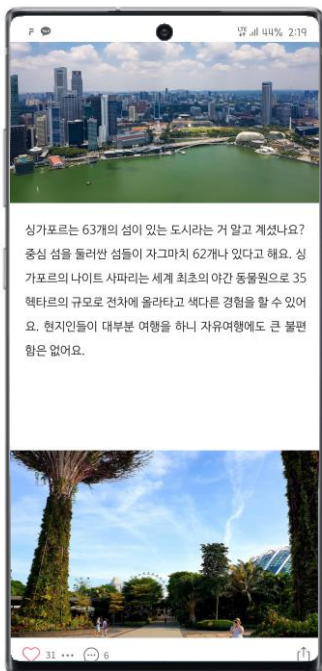 LTE 44% 2:19
싱가포르는 63개의 섬이 있는 도시라는 거 알고 계셨나요?
중심 섬을 둘러싼 섬들이 자그마치 62개나 있다고 해요. 싱
가포르의 나이트 사파리는 세계 최초의 야간 동물원으로 35
헥타르의 규모로 전차에 올라타고 색다른 경험을 할 수 있어
요. 현지인들이 대부분 여행을 하니 자유여행에도 큰 불편
함은 없어요.
31 ••• 6